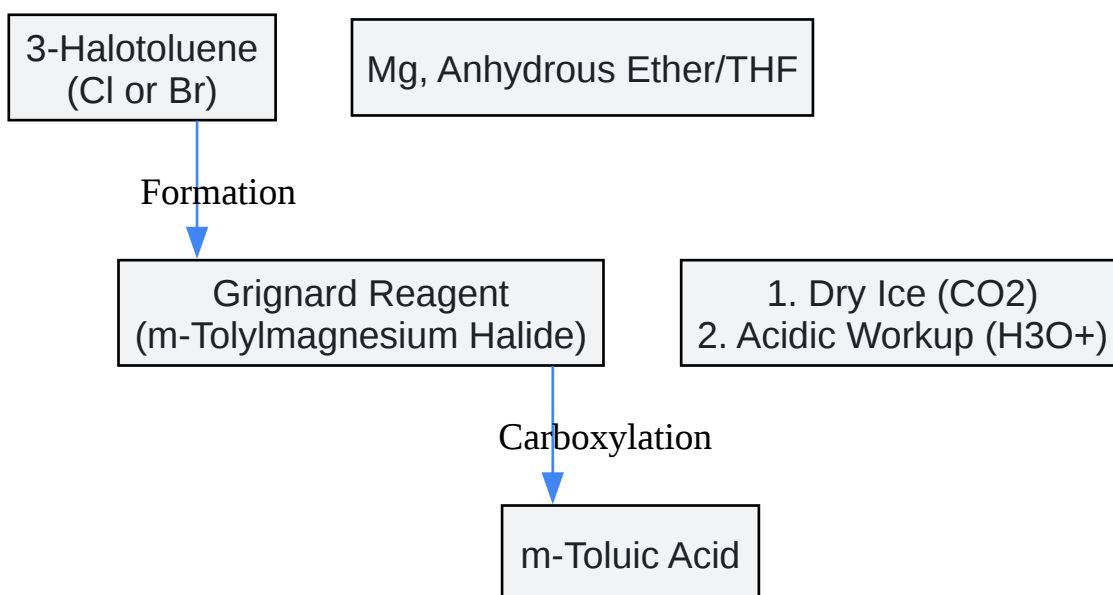 3-Halotoluene
(Cl or Br)
Mg, Anhydrous Ether/THF
Formation
Grignard Reagent
(m-Tolylmagnesium Halide)
1. Dry Ice (CO2)
2. Acidic Workup (H3O+)
Carboxylation
m-Toluic Acid